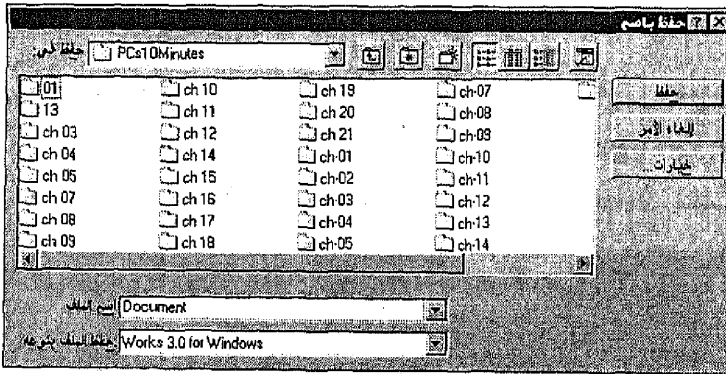 حفظ باسم
حفظ في: PCs10Minutes
01 ch 10 ch 19 ch-07
13 ch 11 ch 20 ch-08
ch 03 ch 12 ch 21 ch-09
ch 04 ch 14 ch-01 ch-10
ch 05 ch 15 ch-02 ch-11
ch 07 ch 16 ch-03 ch-12
ch 08 ch 17 ch-04 ch-13
ch 09 ch 18 ch-05 ch-14
حفظ
إلغاء الأمر
خيارات...
اسم الملف Document
حفظ الملف بنوعه Works 3.0 for Windows